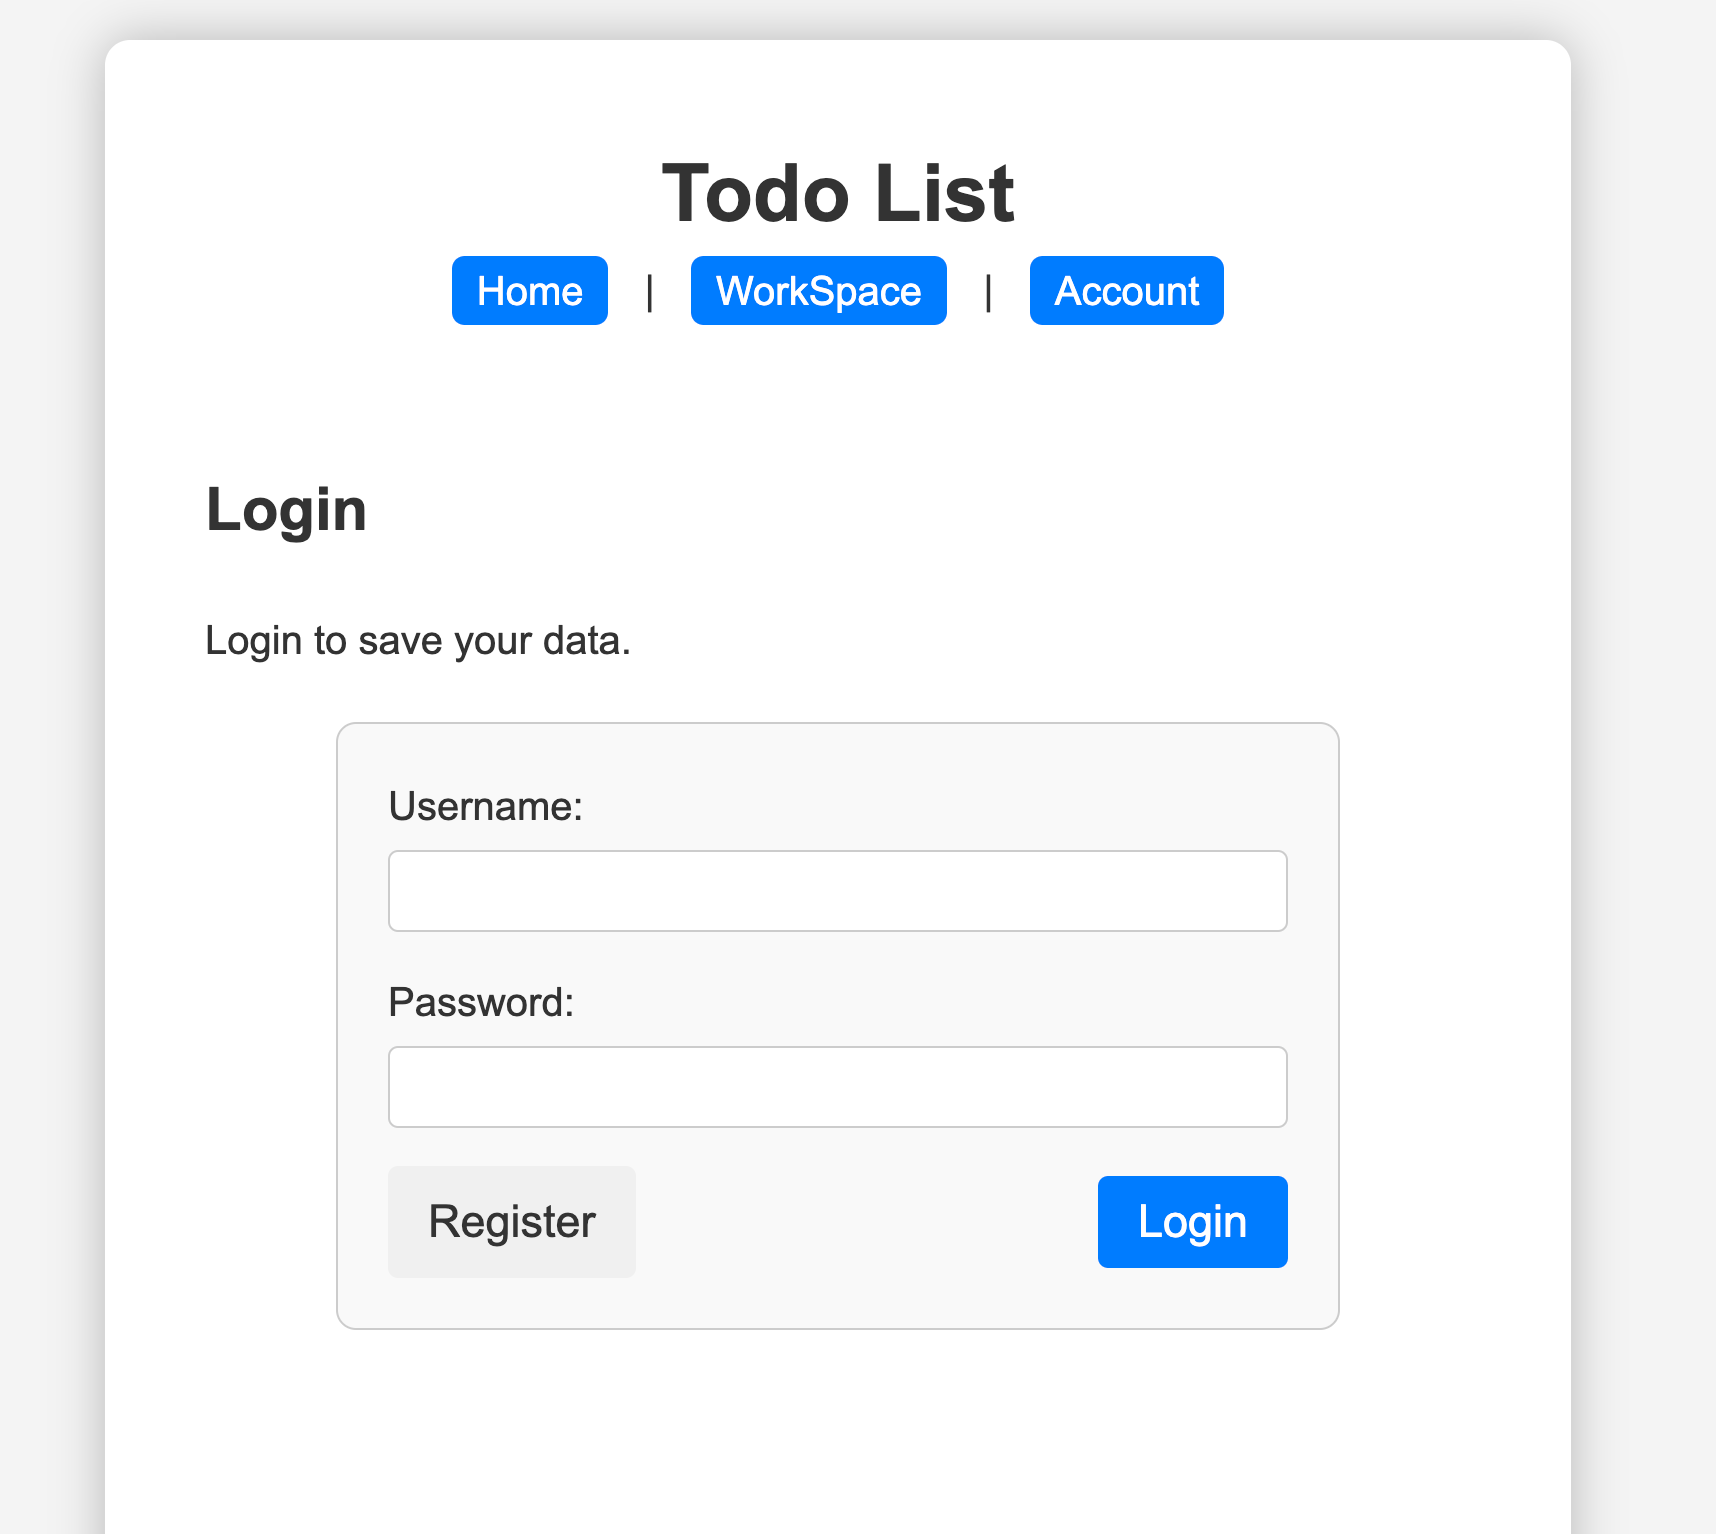 Todo List
Home | WorkSpace | Account
Login
Login to save your data.
Username:
Password:
Register Login